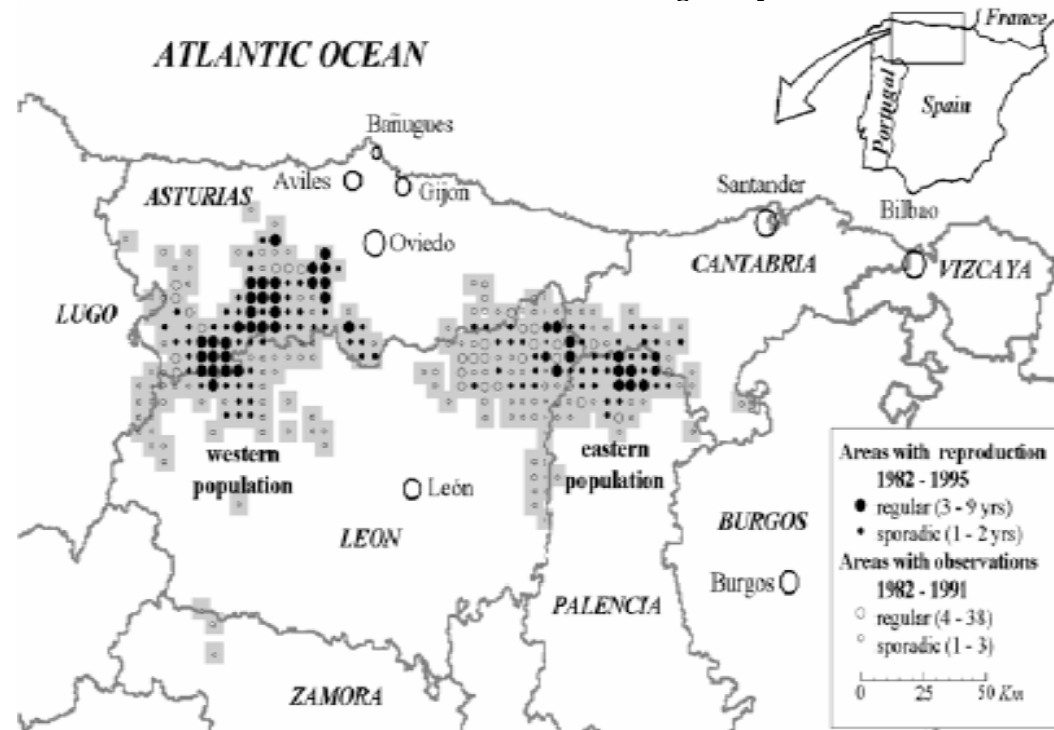 ATLANTIC OCEAN
France
Portugal
Spain
Bañugues
ASTURIAS
Aviles
Gijon
Santander
Bilbao
Oviedo
CANTABRIA
VIZCAYA
LUGO
western
population
eastern
population
León
LEON
BURGOS
Burgos
PALENCIA
ZAMORA
Areas with reproduction
1982 - 1995
regular (3 - 9 yrs)
sporadic (1 - 2 yrs)
Areas with observations
1982 - 1991
regular (4 - 38)
sporadic (1 - 3)
0 25 50 Km